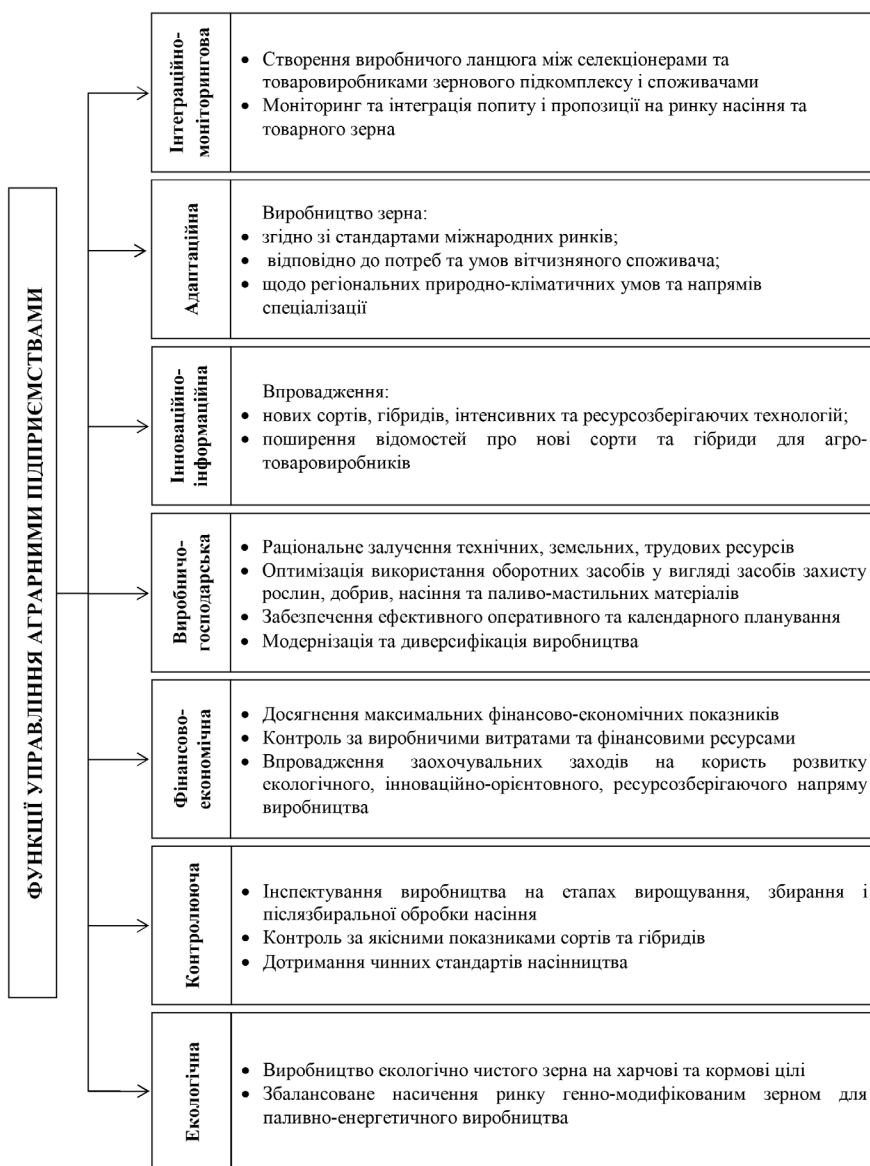 ФУНКЦІЇ УПРАВЛІННЯ АГРАРНИМИ ПІДПРИЄМСТВАМИ
Інтеграційно-
моніторингова
• Створення виробничого ланцюга між селекціонерами та
товаровиробниками зернового підкомплексу і споживачами
• Моніторинг та інтеграція попиту і пропозиції на ринку насіння та
товарного зерна
Адаптаційна
Виробництво зерна:
• згідно зі стандартами міжнародних ринків;
• відповідно до потреб та умов вітчизняного споживача;
• щодо регіональних природно-кліматичних умов та напрямів
спеціалізації
Інноваційно-
інформаційна
Впровадження:
• нових сортів, гібридів, інтенсивних та ресурсозберігаючих технологій;
• поширення відомостей про нові сорти та гібриди для агро-
товаровиробників
Виробничо-
господарська
• Раціональне залучення технічних, земельних, трудових ресурсів
• Оптимізація використання оборотних засобів у вигляді засобів захисту
рослин, добрив, насіння та паливо-мастильних матеріалів
• Забезпечення ефективного оперативного та календарного планування
• Модернізація та диверсифікація виробництва
Фінансово-
економічна
• Досягнення максимальних фінансово-економічних показників
• Контроль за виробничими витратами та фінансовими ресурсами
• Впровадження заохочувальних заходів на користь розвитку
екологічного, інноваційно-орієнтовного, ресурсозберігаючого напряму
виробництва
Контролююча
• Інспектування виробництва на етапах вирощування, збирання і
післязбиральної обробки насіння
• Контроль за якісними показниками сортів та гібридів
• Дотримання чинних стандартів насінництва
Екологічна
• Виробництво екологічно чистого зерна на харчові та кормові цілі
• Збалансоване насичення ринку генно-модифікованим зерном для
паливно-енергетичного виробництва